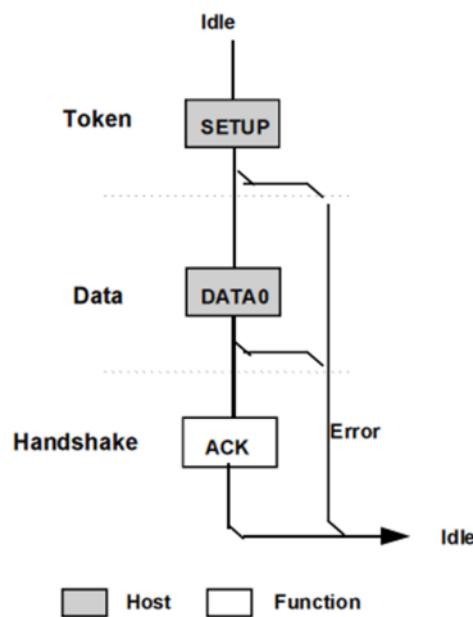 Idle
Token
SETUP
Data
DATA0
Handshake
ACK
Error
Idle
Host
Function